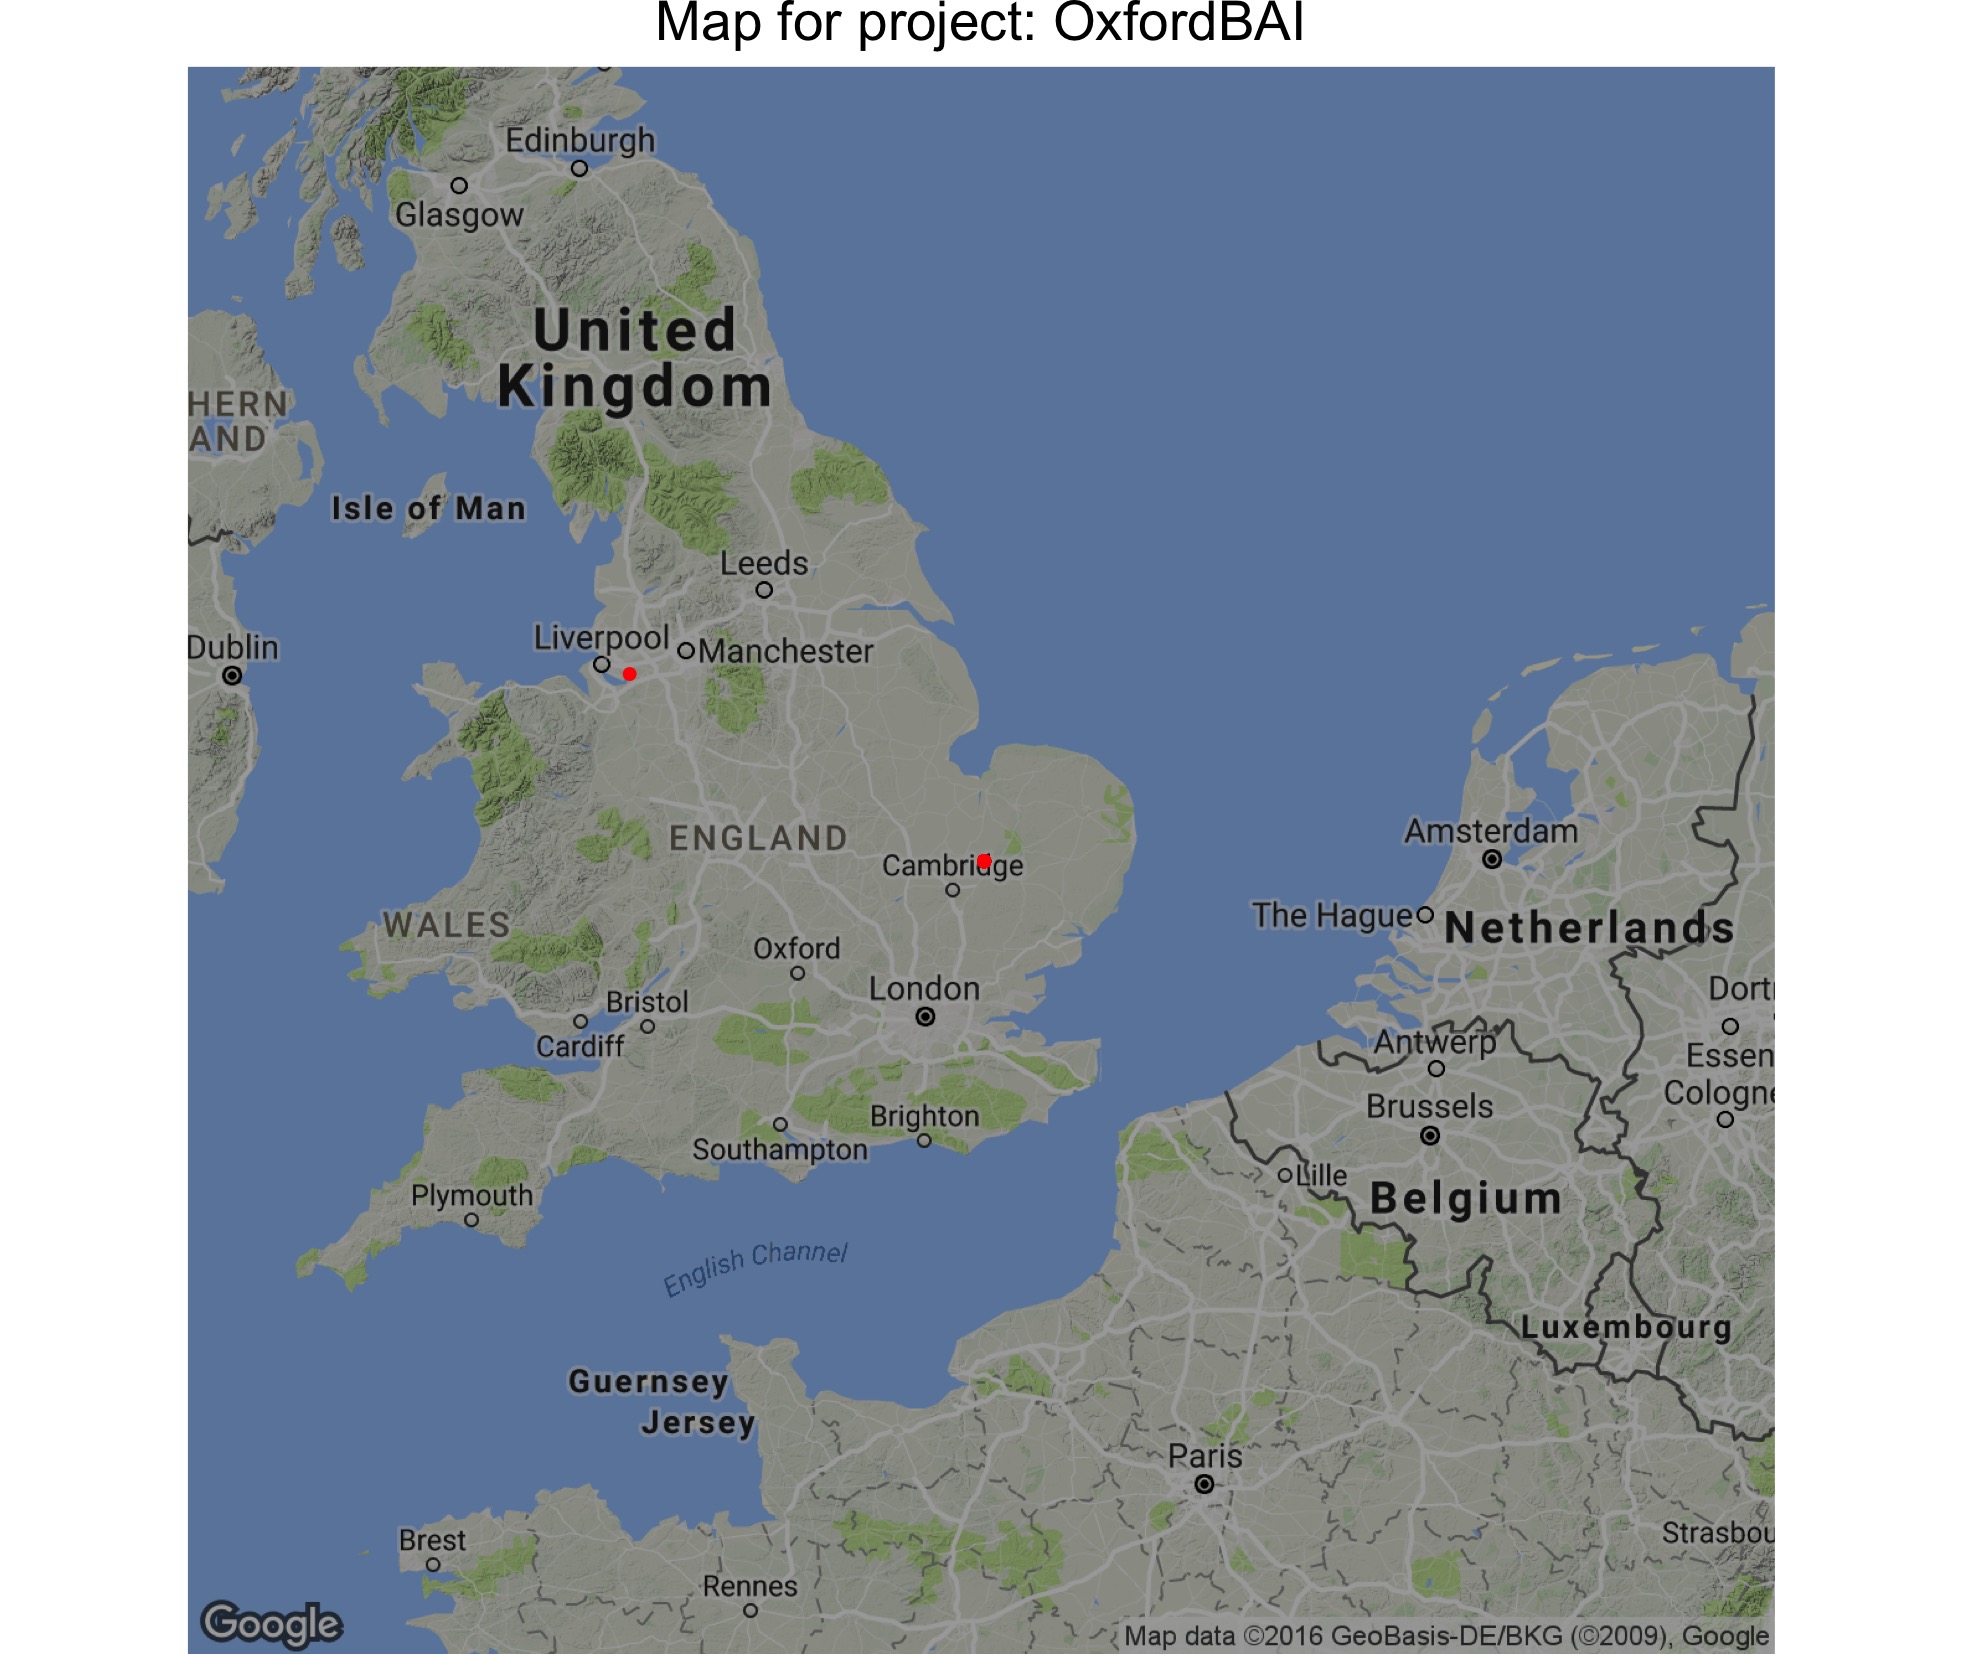 Map for project: OxfordBAI
Edinburgh
Glasgow
United
Kingdom
HERN
AND
Isle of Man
Leeds
Liverpool
Manchester
Dublin
ENGLAND
Amsterdam
Cambridge
The Hague
Netherlands
WALES
Oxford
London
Dortr
Bristol
Cardiff
Antwerp
Essen
Cologne
Brussels
Brighton
Southampton
Lille
Belgium
Plymouth
English Channel
Luxembourg
Guernsey
Jersey
Paris
Strasbou
Brest
Rennes
Google
Map data ©2016 GeoBasis-DE/BKG (©2009), Google